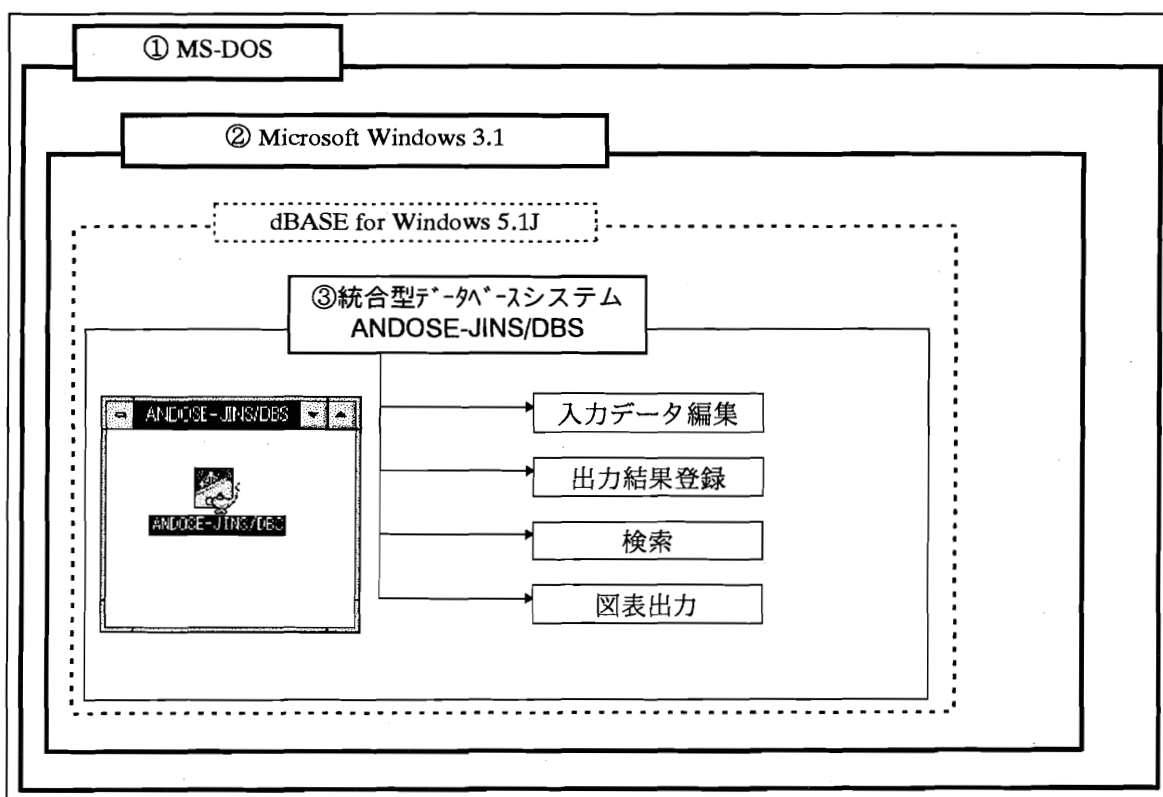 ① MS-DOS
② Microsoft Windows 3.1
dBASE for Windows 5.1J
③統合型ﾃﾞｰﾀﾍﾞｰｽシステム
ANDOSE-JINS/DBS
ANDOSE-JINS/DBS
ANDOSE-JINS/DBS
入力データ編集
出力結果登録
検索
図表出力